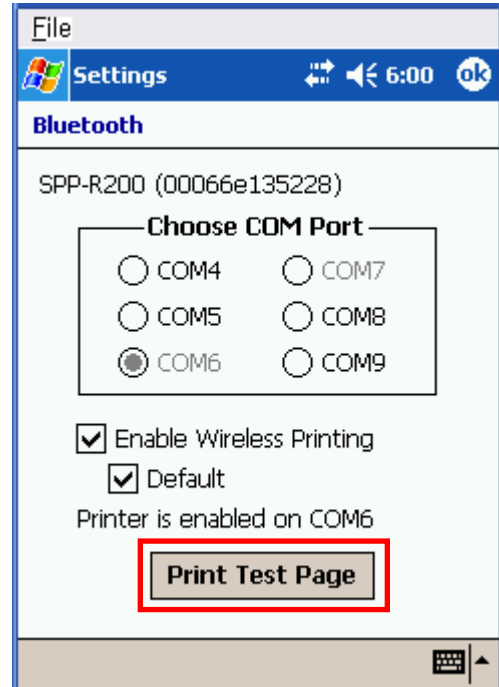 File
Settings 6:00 ok
Bluetooth
SPP-R200 (00066e135228)
Choose COM Port
COM4 COM7
COM5 COM8
COM6 COM9
Enable Wireless Printing
Default
Printer is enabled on COM6
Print Test Page